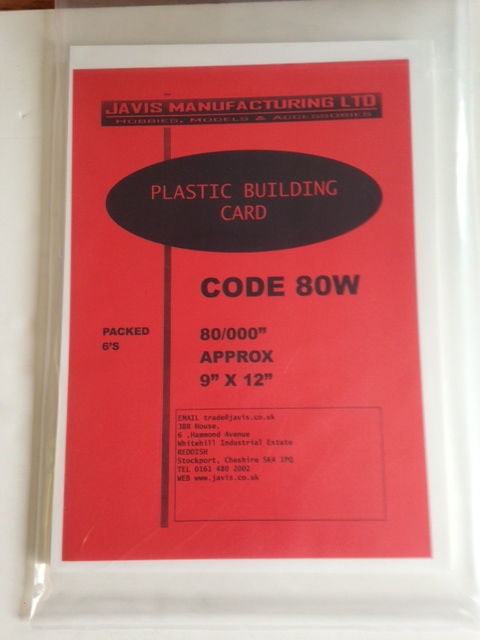 JAVIS MANUFACTURING LTD
HOBBIES, MODELS & ACCESSORIES
PLASTIC BUILDING
CARD
CODE 80W
PACKED
6'S
80/000”
APPROX
9” X 12”
EMAIL trade@javis.co.uk
JBB House,
6 ,Hammond Avenue
Whitehill Industrial Estate
REDDISH
Stockport, Cheshire SK4 1PQ
TEL 0161 480 2002
WEB www.javis.co.uk